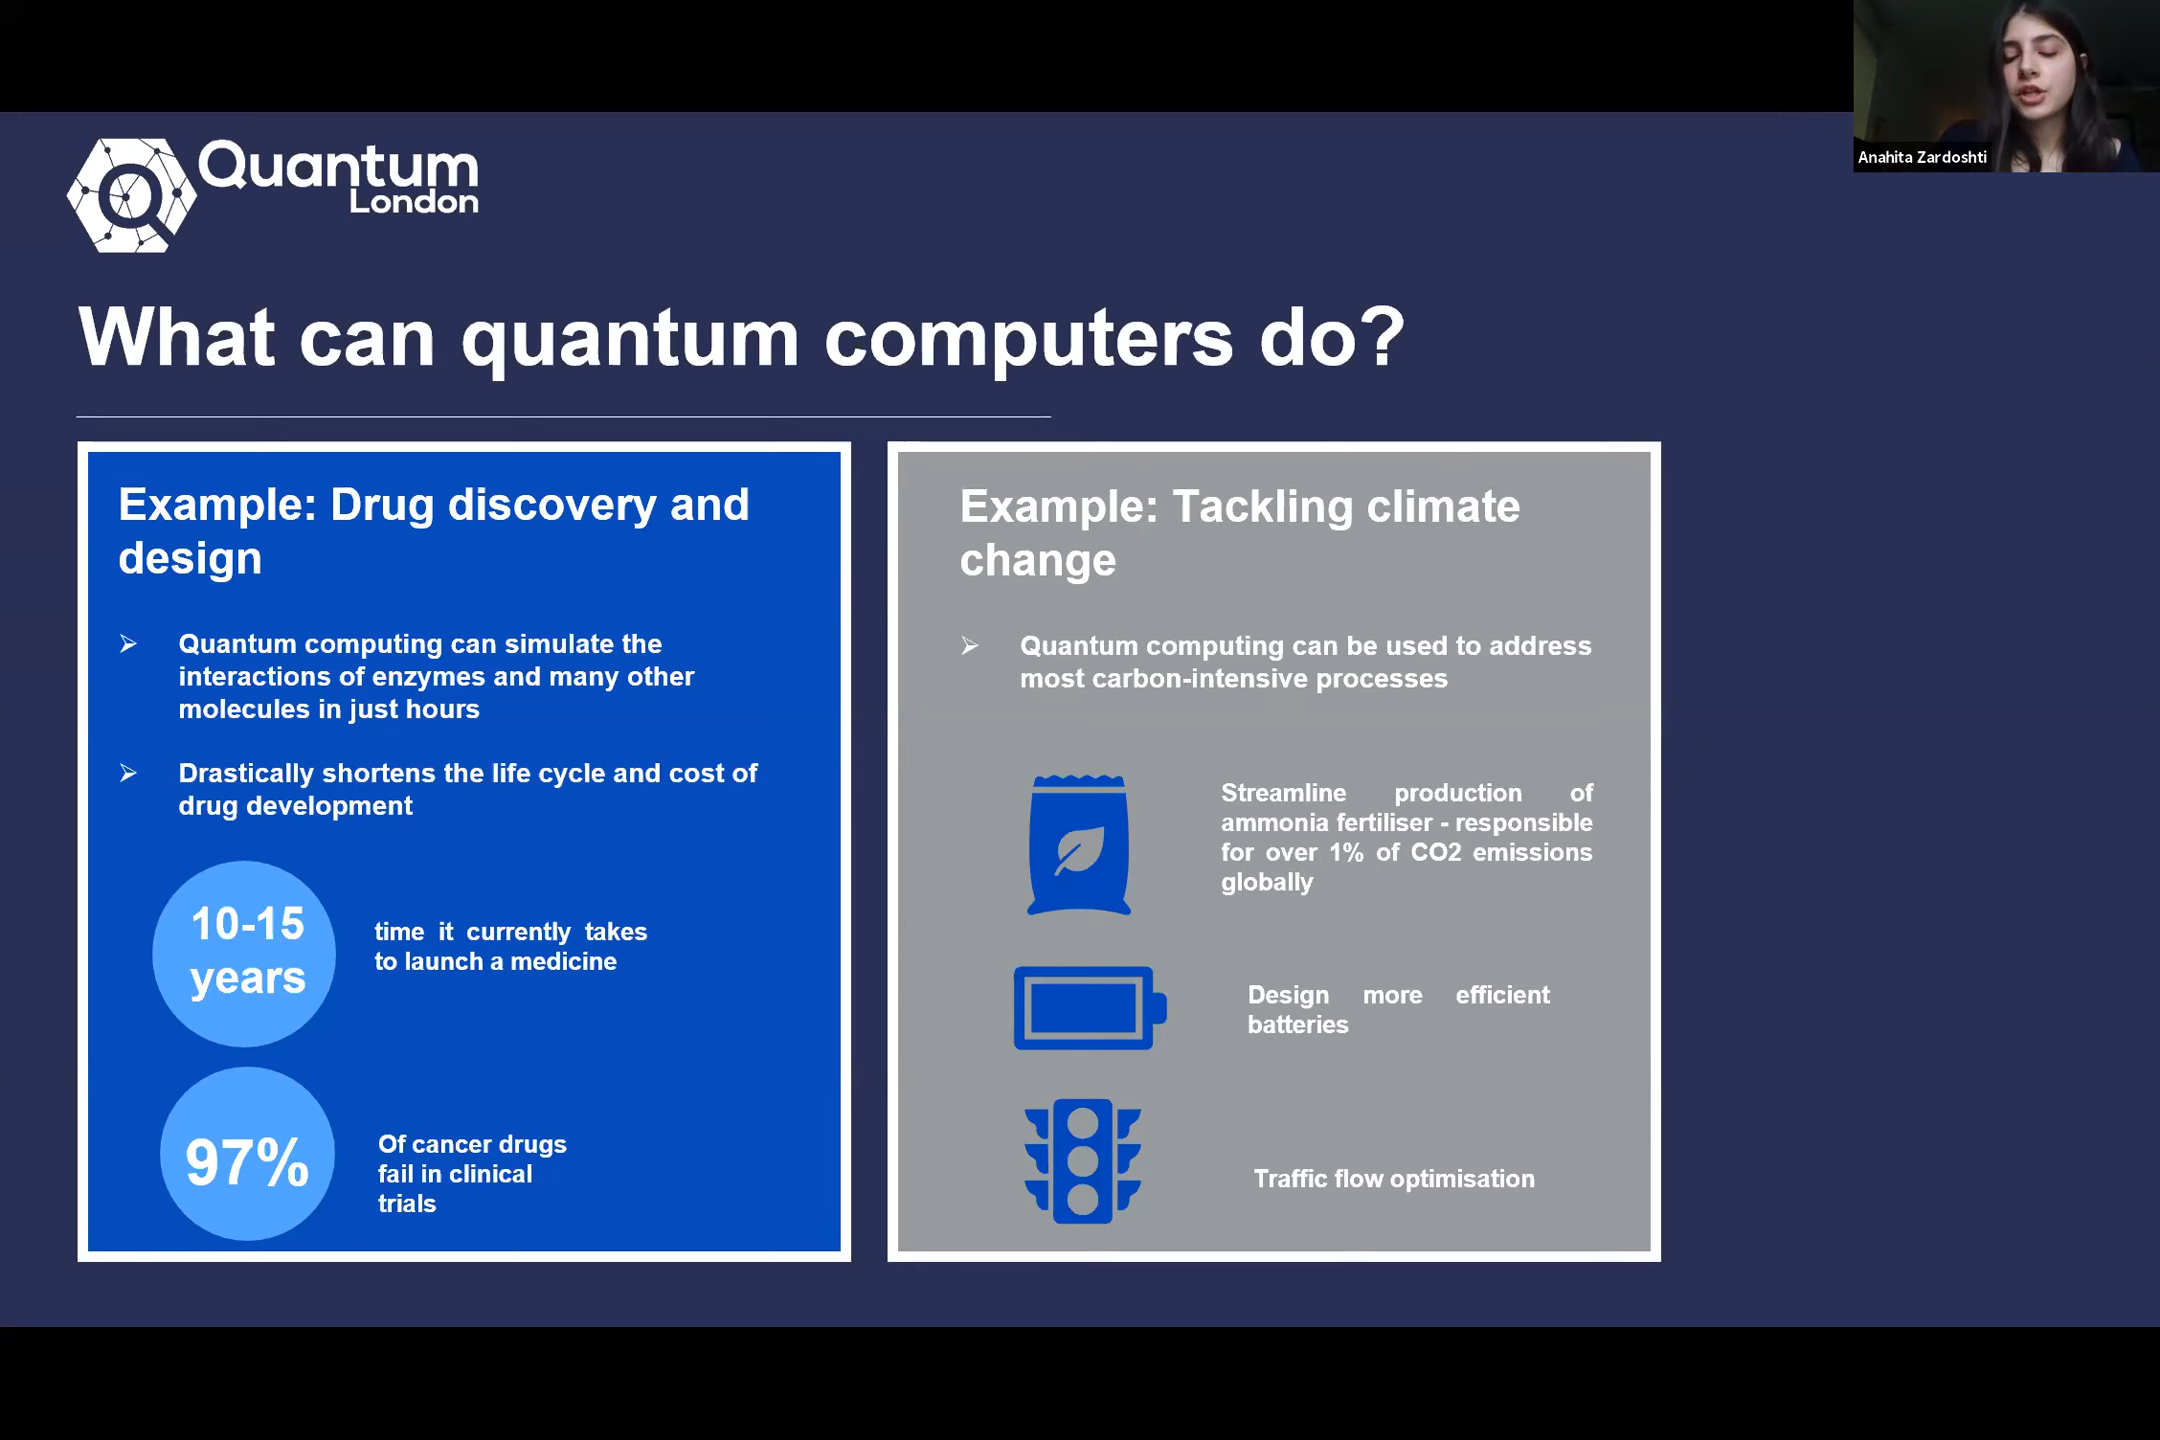 Anahita Zardoshti
Quantum
London
What can quantum computers do?
Example: Drug discovery and
design
Quantum computing can simulate the
interactions of enzymes and many other
molecules in just hours
Drastically shortens the life cycle and cost of
drug development
10-15
years
time it currently takes
to launch a medicine
97%
Of cancer drugs
fail in clinical
trials
Example: Tackling climate
change
Quantum computing can be used to address
most carbon-intensive processes
Streamline production of
ammonia fertiliser - responsible
for over 1% of CO2 emissions
globally
Design more efficient
batteries
Traffic flow optimisation